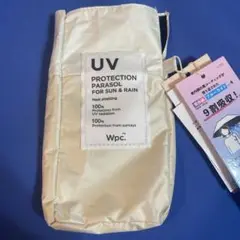 UV
PROTECTION
PARASOL
FOR SUN & RAIN
Heat shielding
100%
Protection from
UV radiation
100%
Protection from sunrays
Wpc.
9割吸収!